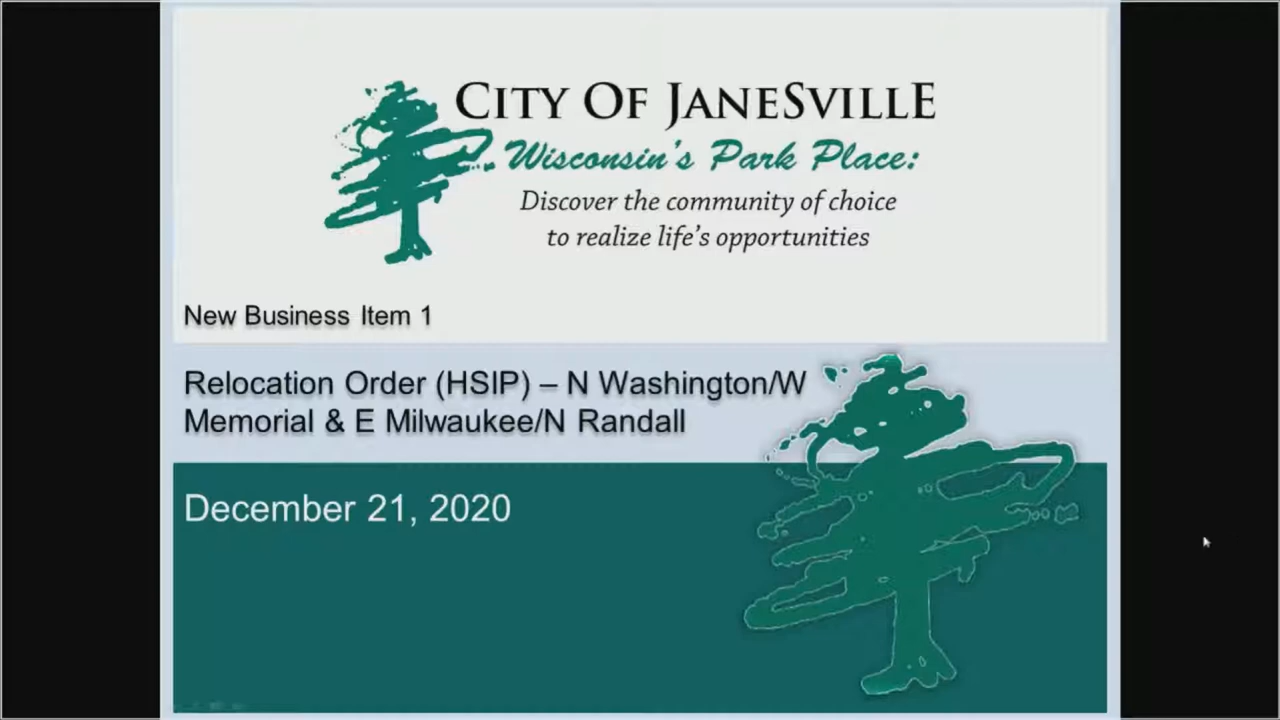 CITY OF JANESVILLE
Wisconsin's Park Place:
Discover the community of choice
to realize life's opportunities
New Business Item 1
Relocation Order (HSIP) – N Washington/W
Memorial & E Milwaukee/N Randall
December 21, 2020